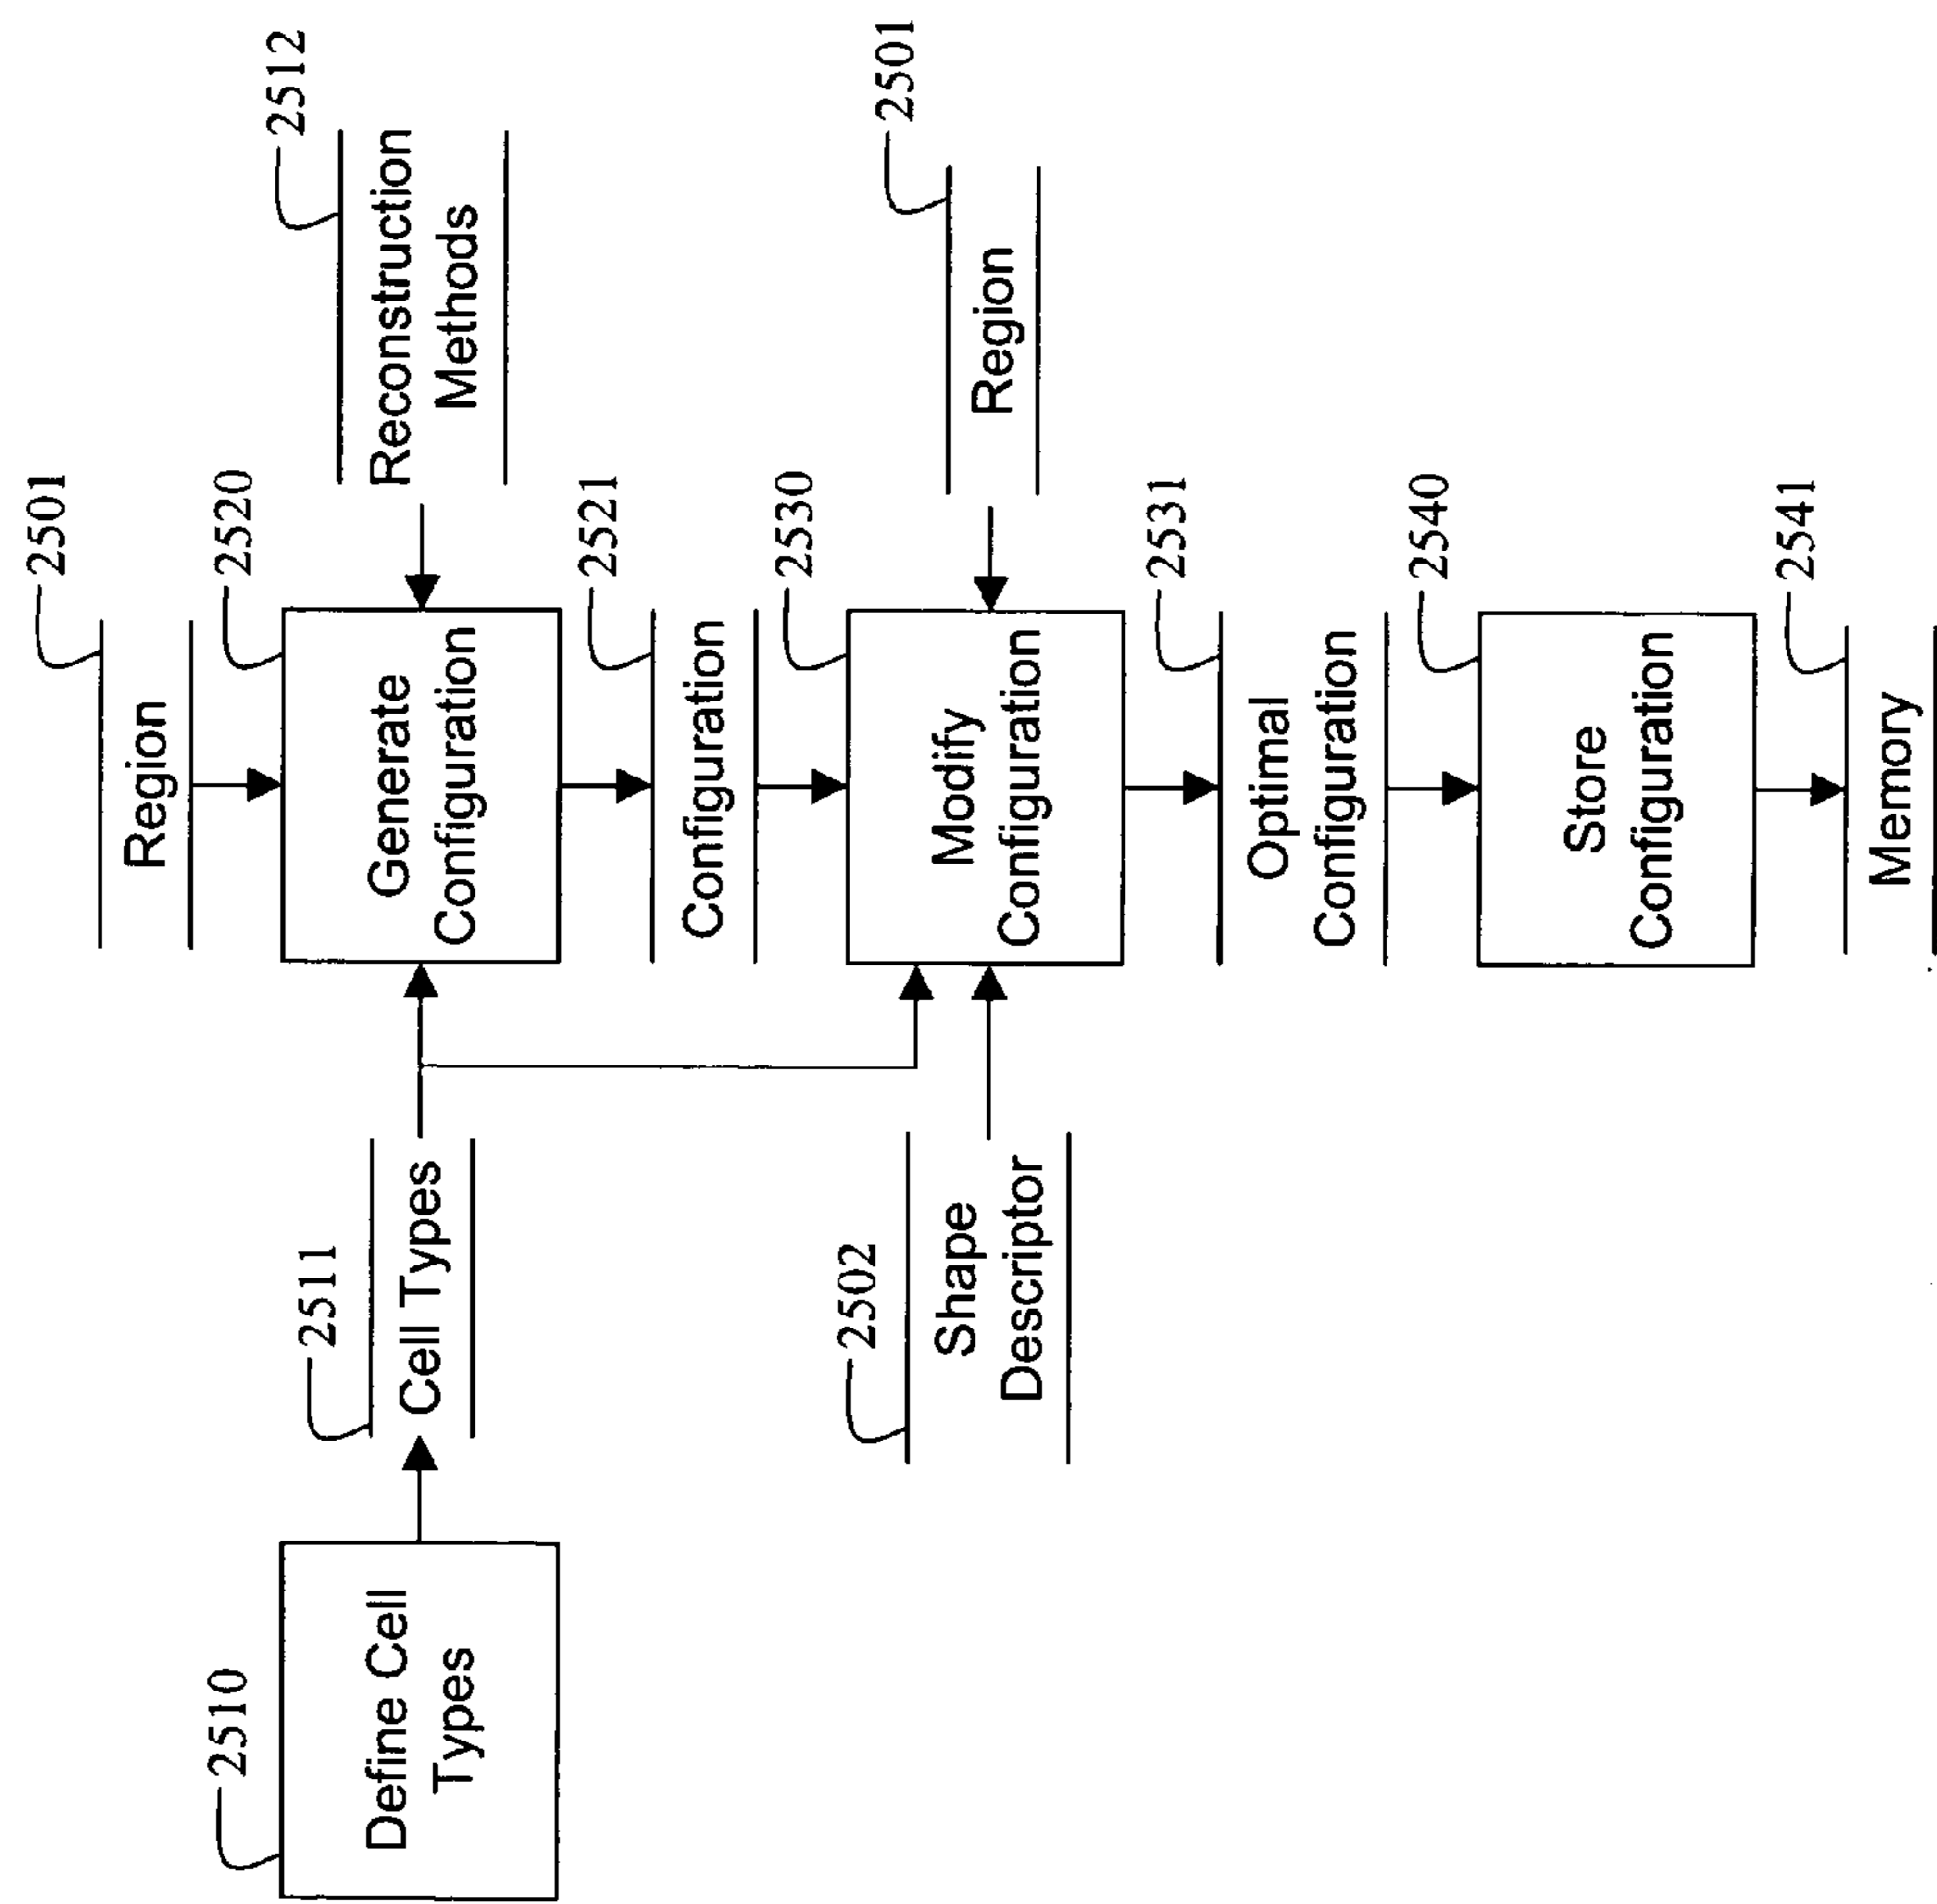 2501
Region
2520
2512
Define Cell
Types
2510
2511
Cell Types
Generate
Configuration
Reconstruction
Methods
2521
Configuration
2530
2501
2502
Shape
Descriptor
Modify
Configuration
Region
2531
Optimal
Configuration
2540
Store
Configuration
2541
Memory